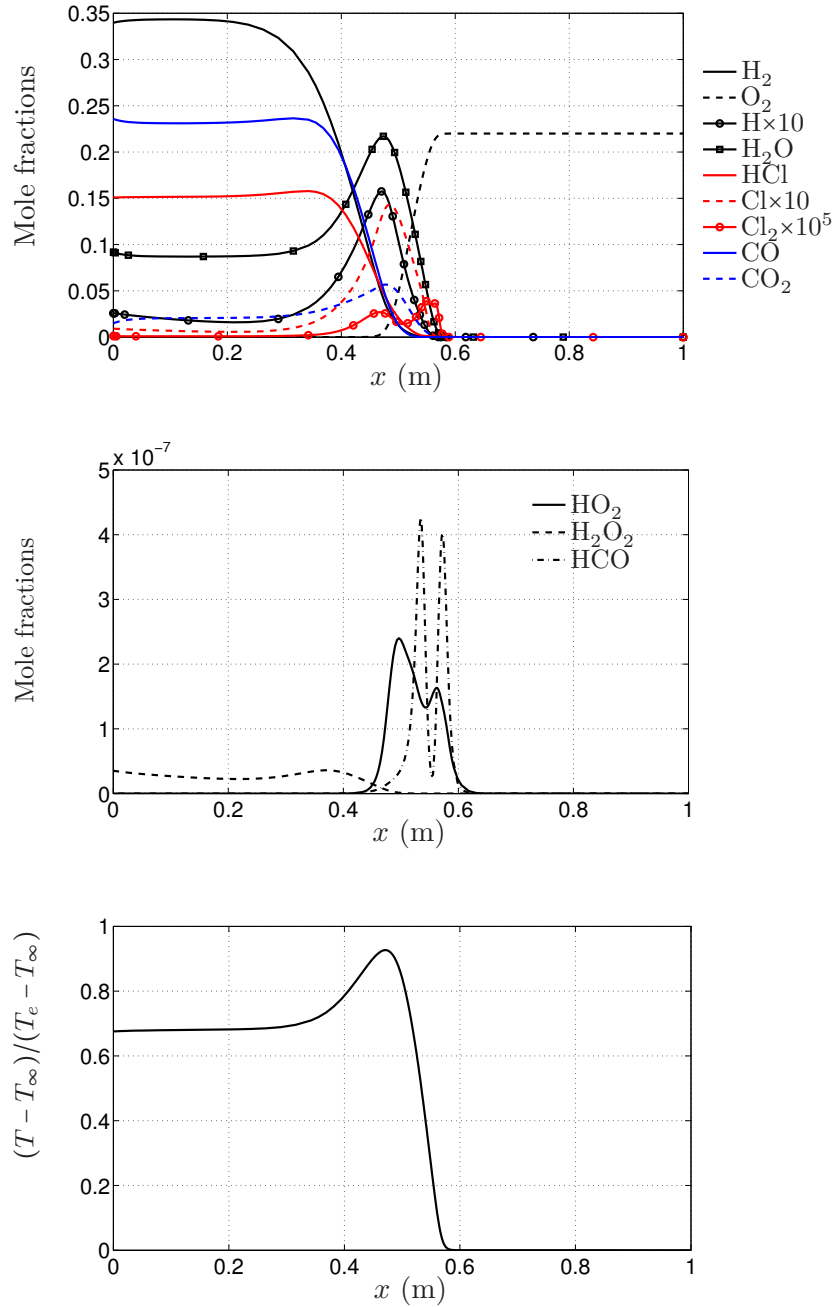 0.35
0.3
0.25
0.2
0.15
0.1
0.05
0
Mole fractions
0 0.2 0.4 0.6 0.8 1
x (m)
H₂
O₂
H×10
H₂O
HCl
Cl×10
Cl₂×10⁵
CO
CO₂
5 x 10⁻⁷
4
3
2
1
0
Mole fractions
HO₂
H₂O₂
HCO
0 0.2 0.4 0.6 0.8 1
x (m)
1
0.8
0.6
0.4
0.2
0
(T − T∞)/(Tₑ − T∞)
0 0.2 0.4 0.6 0.8 1
x (m)